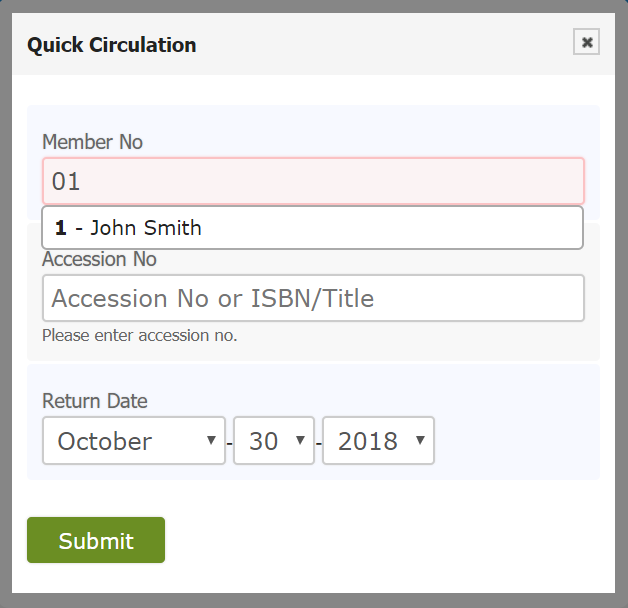 Quick Circulation
Member No
01
1 - John Smith
Accession No
Accession No or ISBN/Title
Please enter accession no.
Return Date
October - 30 - 2018
Submit